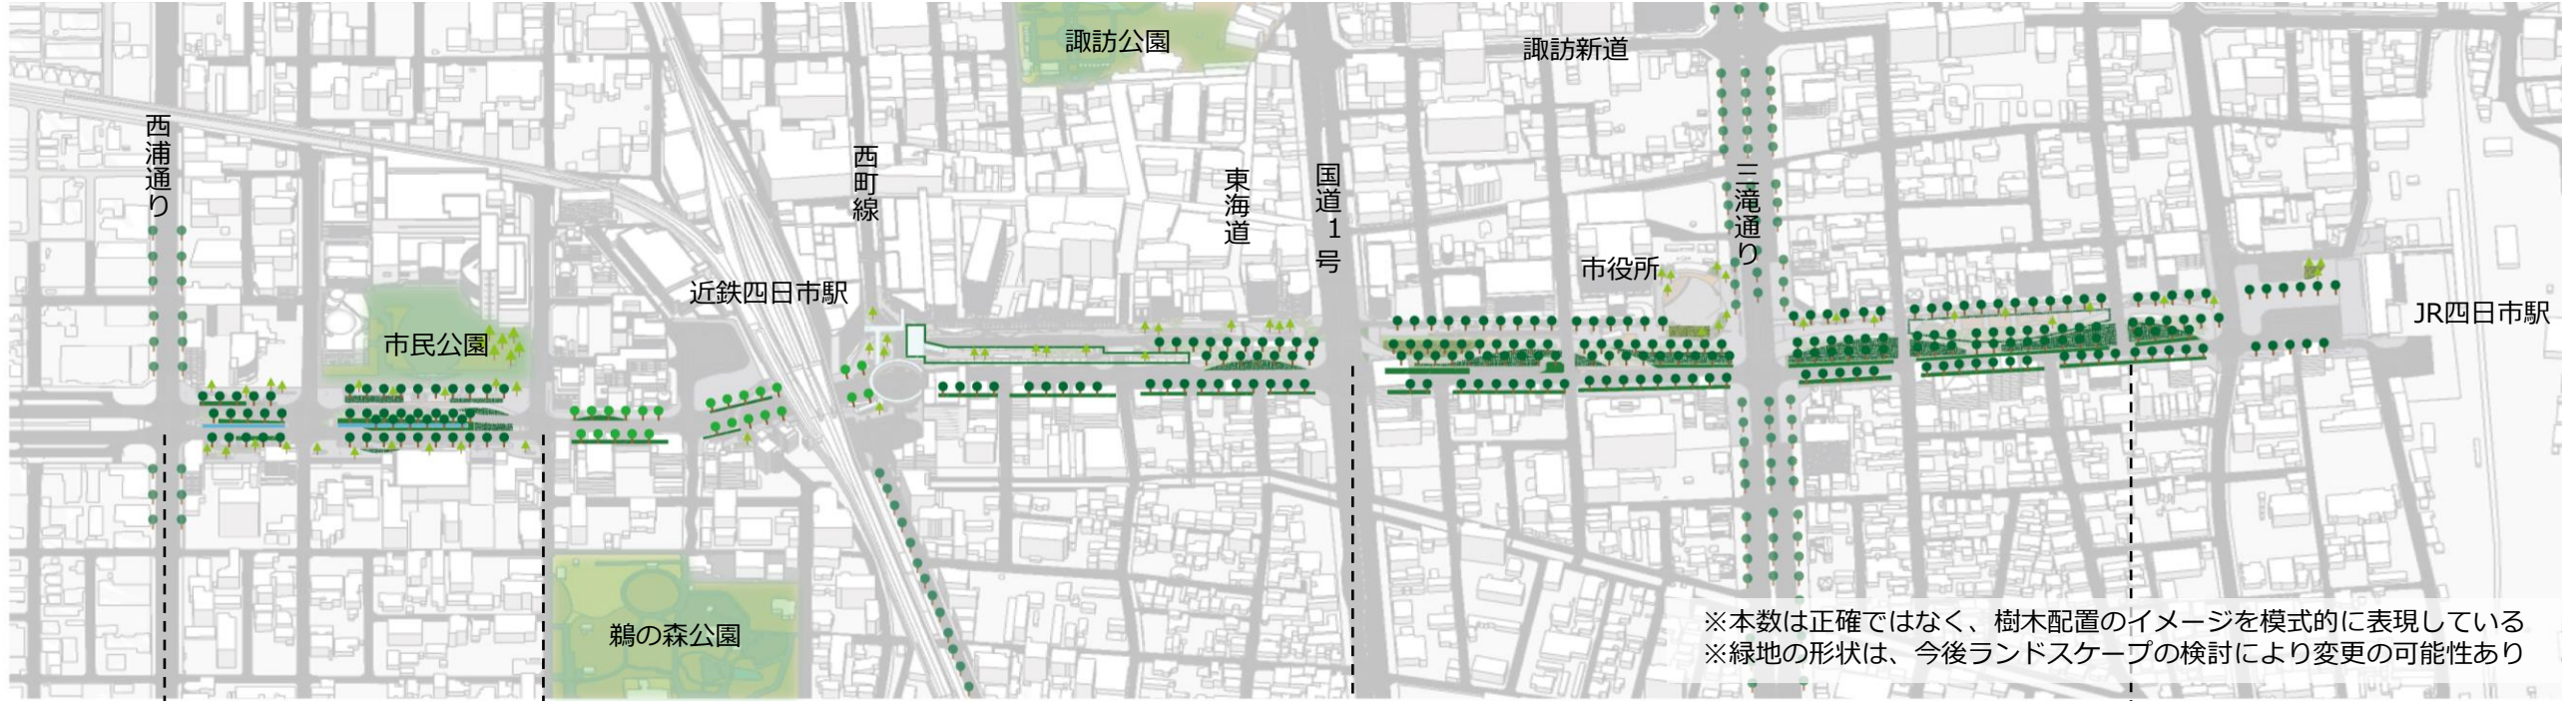 諏訪公園
諏訪新道
西浦通り
西町線
東海道
国道１号
三滝通り
市役所
近鉄四日市駅
JR四日市駅
市民公園
鵜の森公園
※本数は正確ではなく、樹木配置のイメージを模式的に表現している
※緑地の形状は、今後ランドスケープの検討により変更の可能性あり